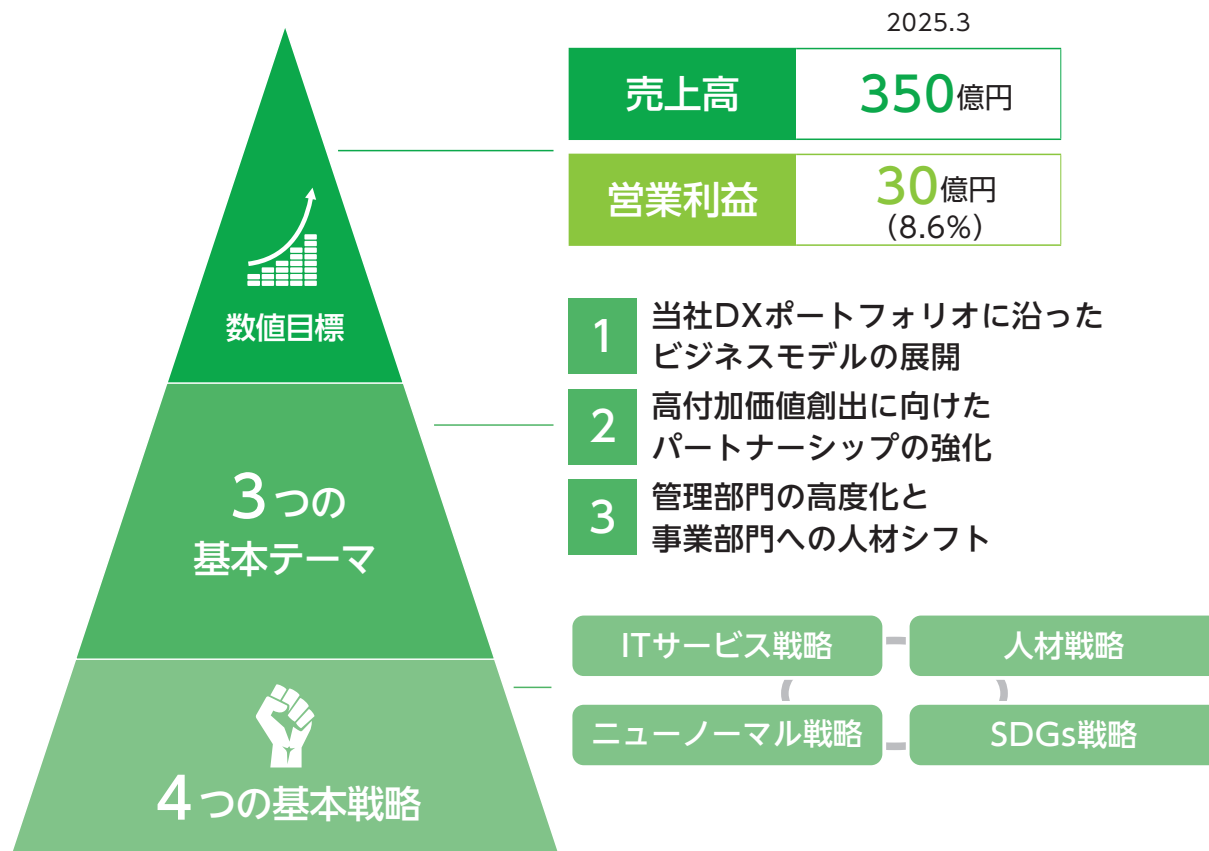 2025.3
売上高
350億円
営業利益
30億円
(8.6%)
数値目標
1
当社DXポートフォリオに沿った
ビジネスモデルの展開
2
高付加価値創出に向けた
パートナーシップの強化
3
管理部門の高度化と
事業部門への人材シフト
3つの
基本テーマ
ITサービス戦略
人材戦略
ニューノーマル戦略
SDGs戦略
4つの基本戦略